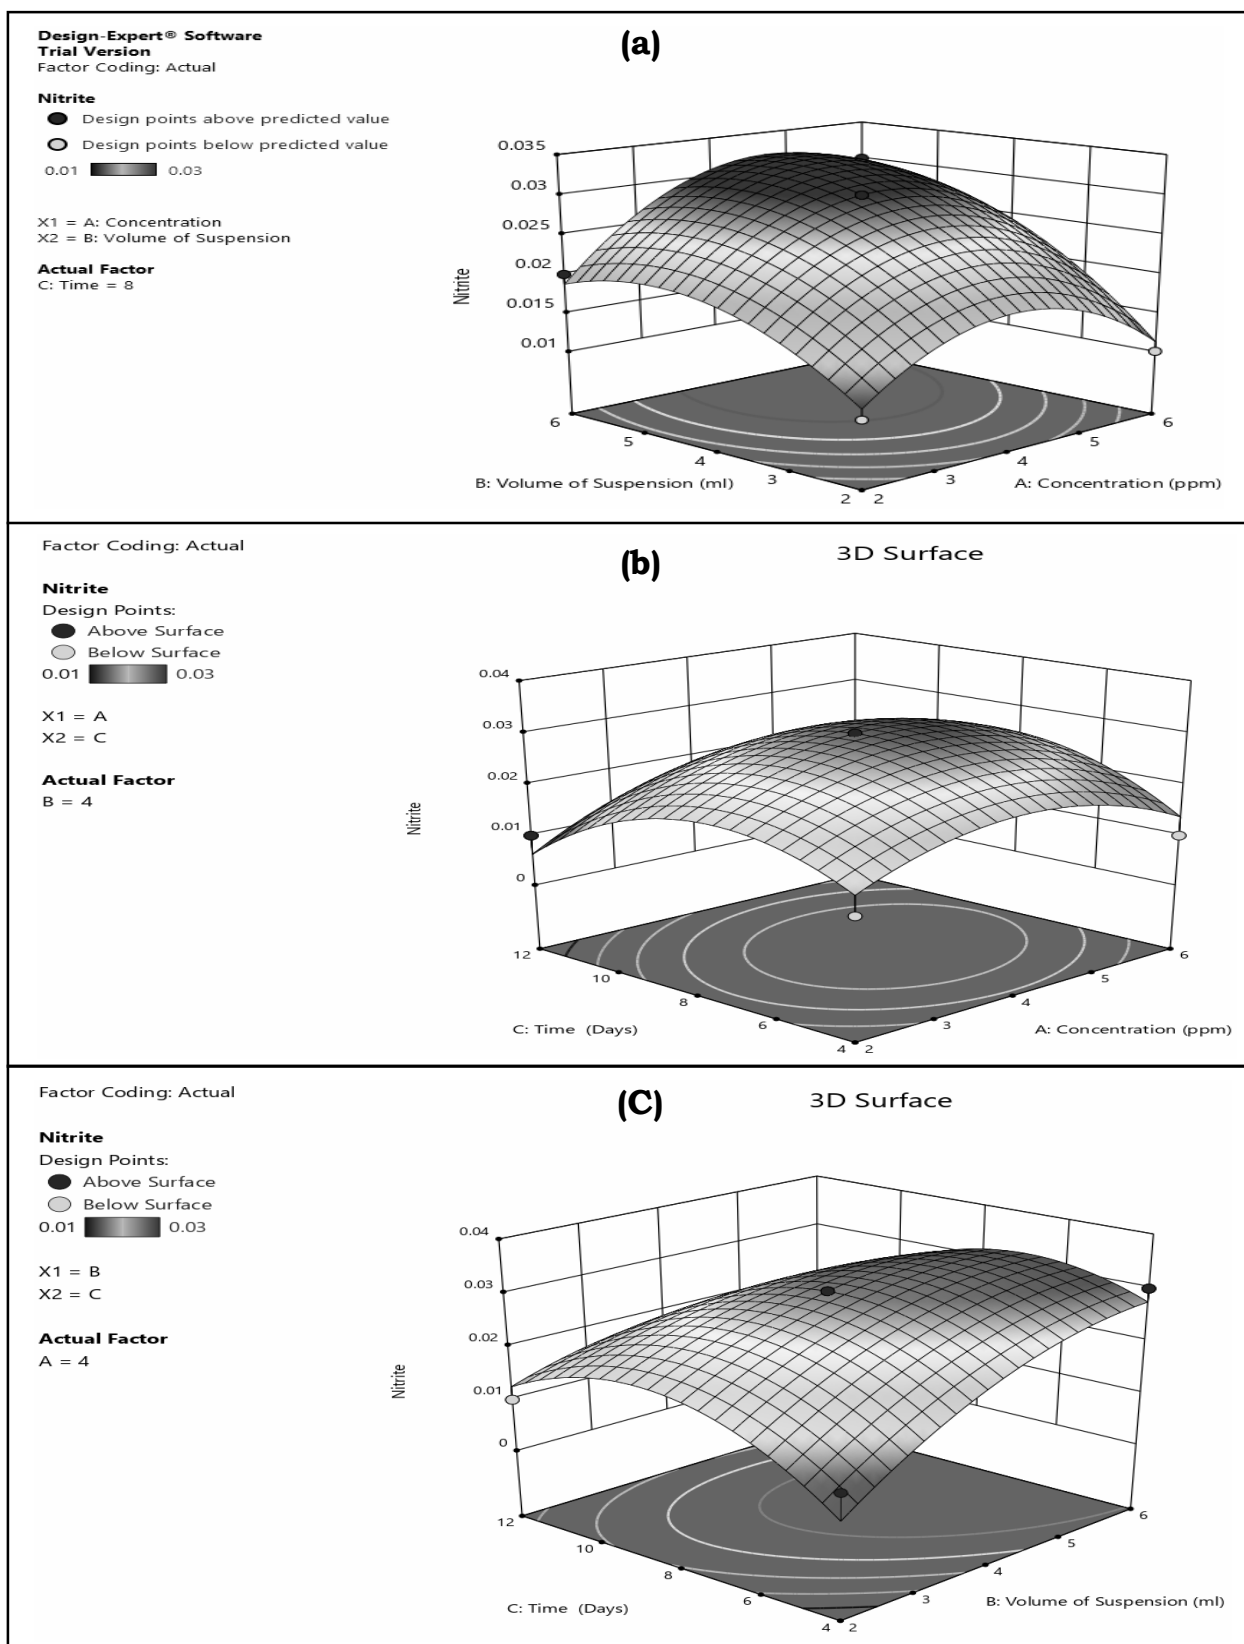 (a)
Design-Expert® Software
Trial Version
Factor Coding: Actual
Nitrite
Design points above predicted value
Design points below predicted value
0.01 0.03
X1 = A: Concentration
X2 = B: Volume of Suspension
Actual Factor
C: Time = 8
0.035
0.03
0.025
0.02
0.015
0.01
Nitrite
6
5
4
3
2
2
3
4
5
6
B: Volume of Suspension (ml)
A: Concentration (ppm)
(b)
Factor Coding: Actual
3D Surface
Nitrite
Design Points:
Above Surface
Below Surface
0.01 0.03
X1 = A
X2 = C
Actual Factor
B = 4
0.04
0.03
0.02
0.01
0
Nitrite
12
10
8
6
4
2
3
4
5
6
C: Time (Days)
A: Concentration (ppm)
(C)
Factor Coding: Actual
3D Surface
Nitrite
Design Points:
Above Surface
Below Surface
0.01 0.03
X1 = B
X2 = C
Actual Factor
A = 4
0.04
0.03
0.02
0.01
0
Nitrite
12
10
8
6
4
2
3
4
5
6
C: Time (Days)
B: Volume of Suspension (ml)